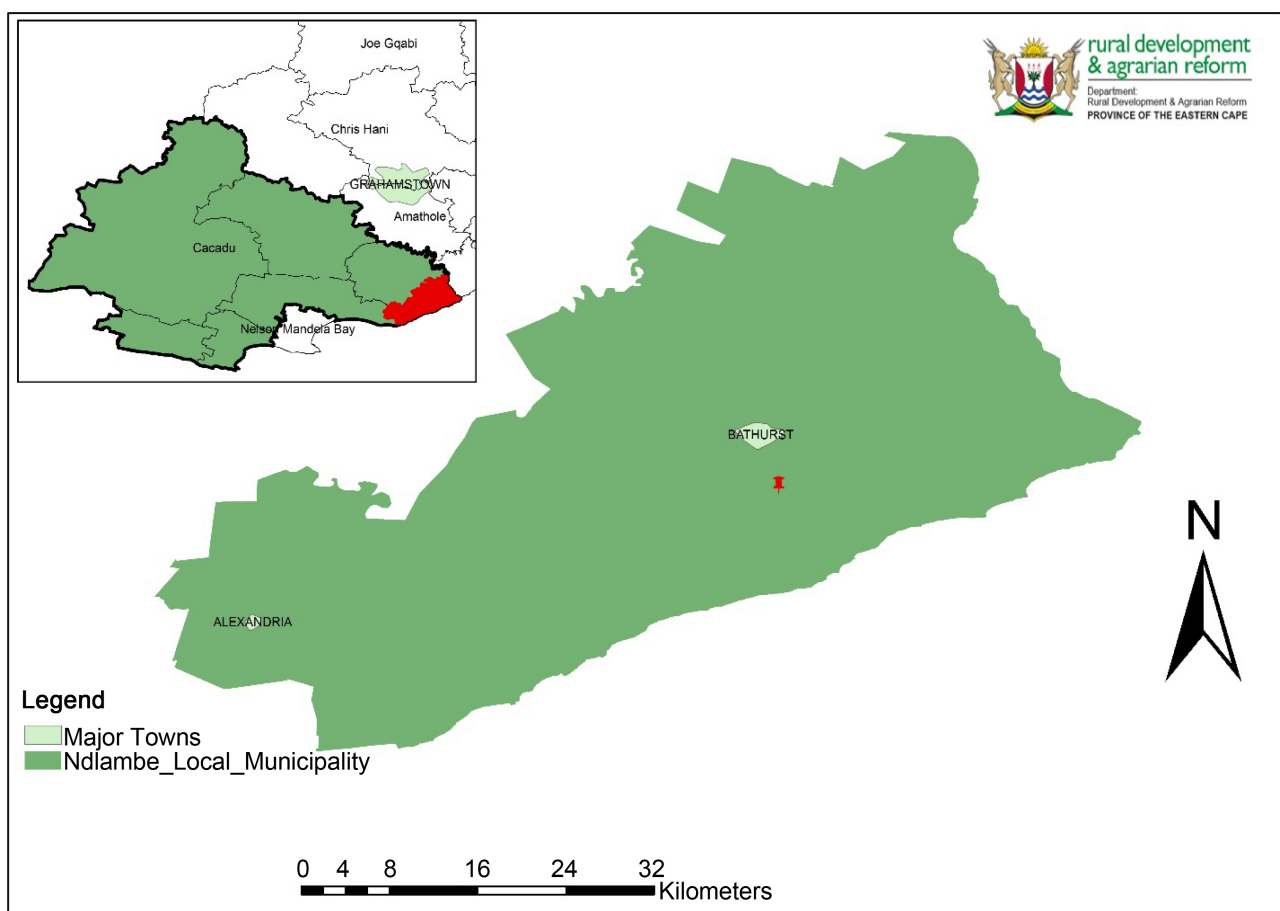 Joe Gqabi
Chris Hani
GRAHAMSTOWN
Amathole
Cacadu
Nelson Mandela Bay
rural development
& agrarian reform
Department:
Rural Development & Agrarian Reform
PROVINCE OF THE EASTERN CAPE
BATHURST
N
ALEXANDRIA
Legend
Major Towns
Ndlambe_Local_Municipality
0 4 8 16 24 32
Kilometers